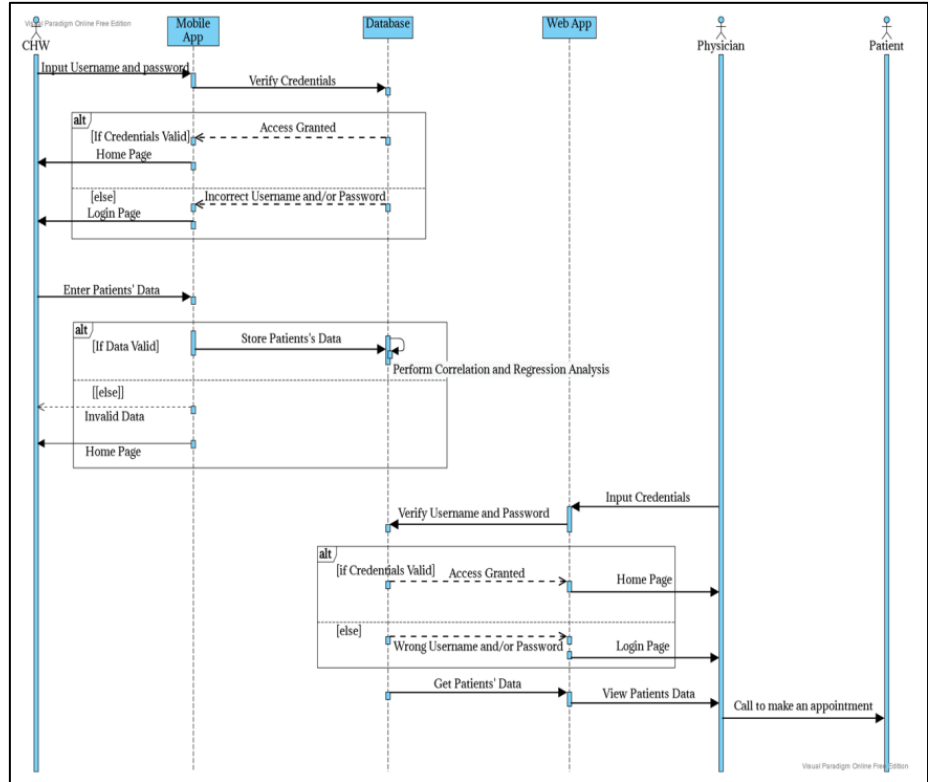 Visual Paradigm Online Free Edition
CHW
Mobile
App
Database
Web App
Physician
Patient
Input Username and password
Verify Credentials
alt
[If Credentials Valid]
Access Granted
Home Page
[else]
Incorrect Username and/or Password
Login Page
Enter Patients' Data
alt
[If Data Valid]
Store Patients's Data
Perform Correlation and Regression Analysis
[[else]]
Invalid Data
Home Page
Input Credentials
Verify Username and Password
alt
[if Credentials Valid]
Access Granted
Home Page
[else]
Wrong Username and/or Password
Login Page
Get Patients' Data
View Patients Data
Call to make an appointment
Visual Paradigm Online Free Edition